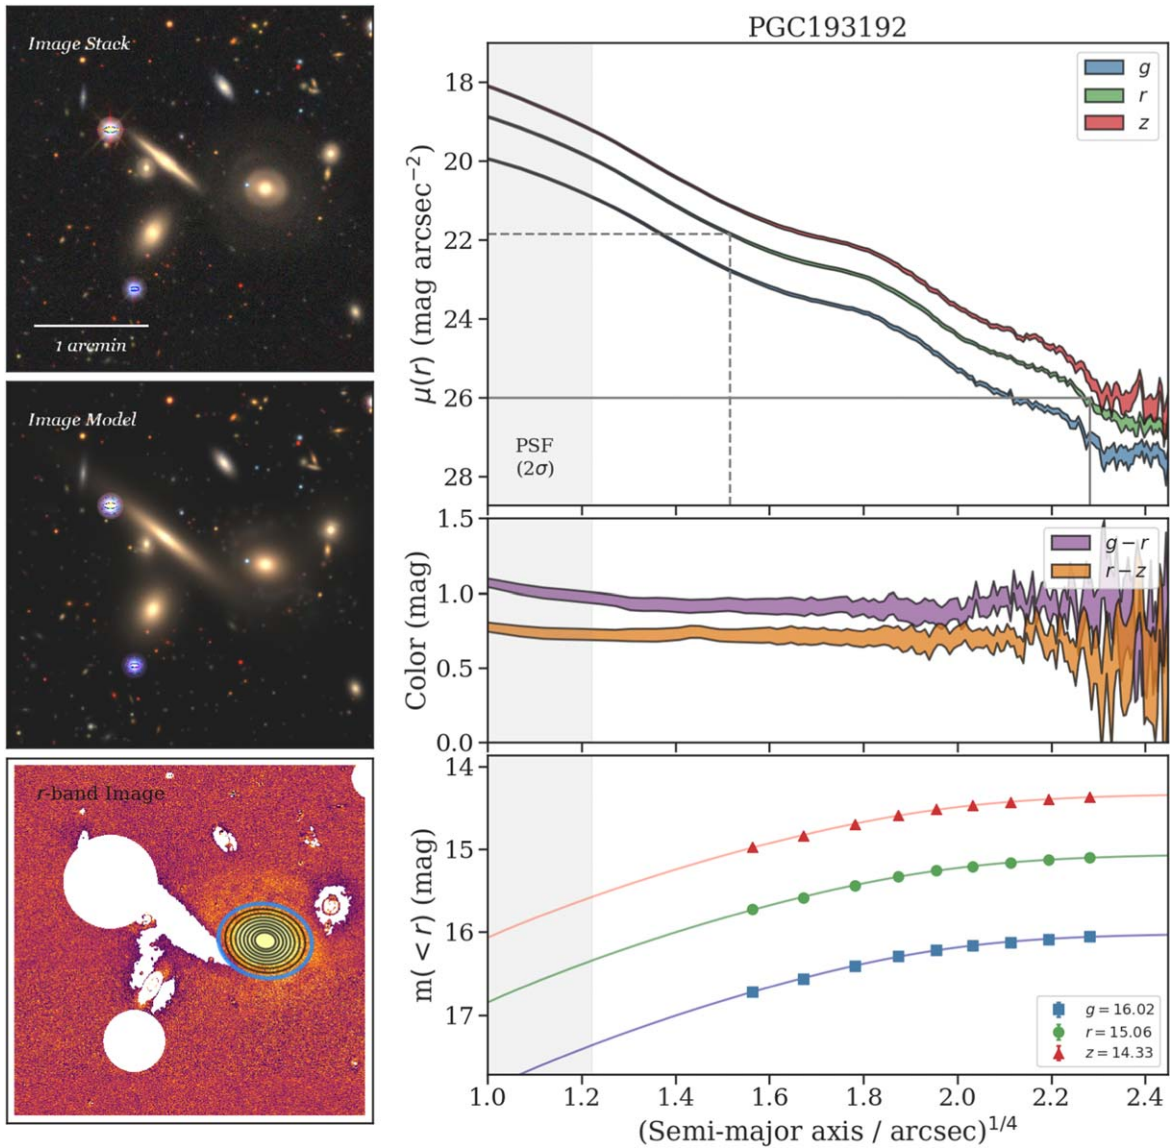 Image Stack
1 arcmin
Image Model
r-band Image
PGC193192
g
r
z
18
20
22
24
26
28
μ(r) (mag arcsec⁻²)
PSF
(2σ)
g − r
r − z
1.5
1.0
0.5
0.0
Color (mag)
14
15
16
17
m(< r) (mag)
g = 16.02
r = 15.06
z = 14.33
1.0 1.2 1.4 1.6 1.8 2.0 2.2 2.4
(Semi-major axis / arcsec)^1/4